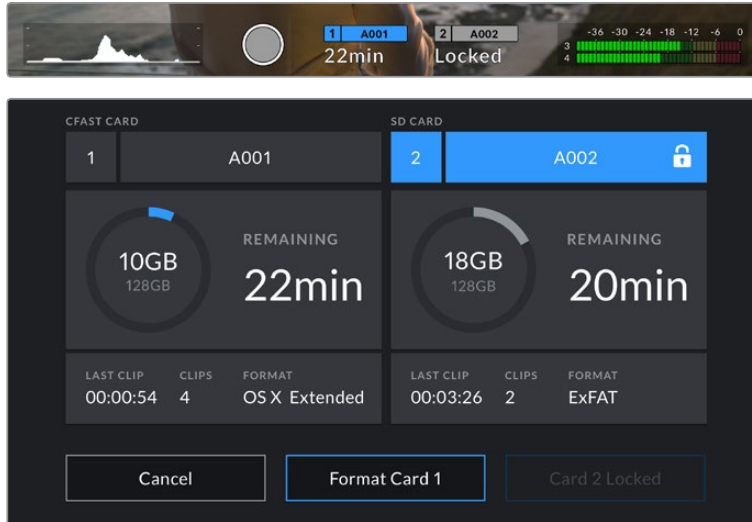 1 A001 2 A002 -36 -30 -24 -18 -12 -6 0
22min Locked 3
4
CFAST CARD SD CARD
1 A001 2 A002
10GB REMAINING 18GB REMAINING
128GB 22min 128GB 20min
LAST CLIP CLIPS FORMAT LAST CLIP CLIPS FORMAT
00:00:54 4 OS X Extended 00:03:26 2 ExFAT
Cancel Format Card 1 Card 2 Locked